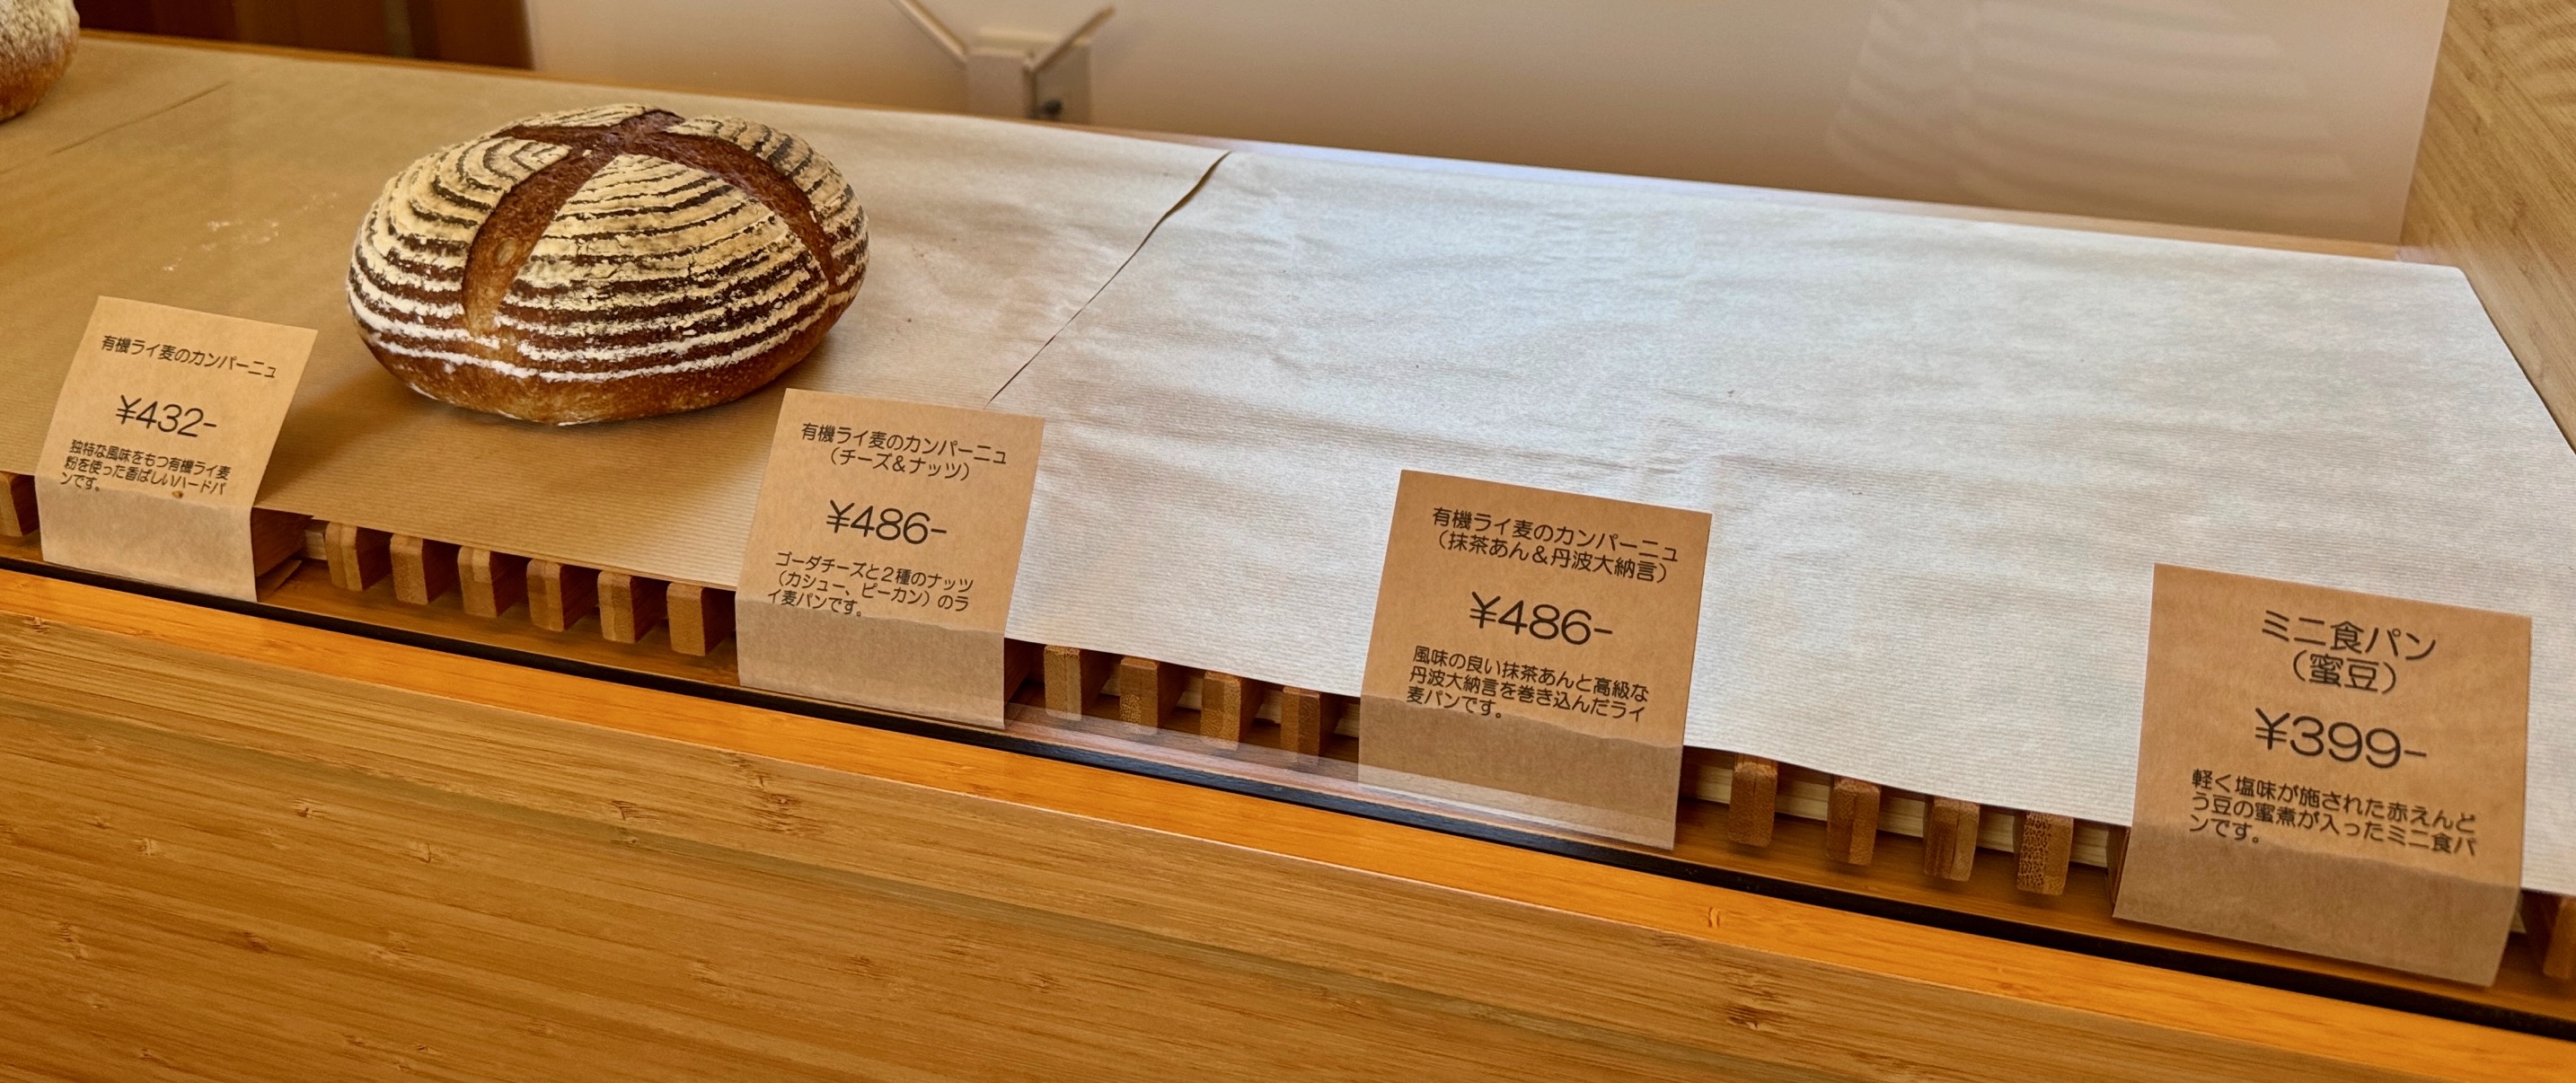 有機ライ麦のカンパーニュ
¥432-
独特な風味をもつ有機ライ麦
粉を使った香ばしいハードパ
ンです。
有機ライ麦のカンパーニュ
（チーズ&ナッツ）
¥486-
ゴーダチーズと2種のナッツ
（カシュー、ピーカン）のラ
イ麦パンです。
有機ライ麦のカンパーニュ
（抹茶あん&丹波大納言）
¥486-
風味の良い抹茶あんと高級な
丹波大納言を巻き込んだライ
麦パンです。
ミニ食パン
（蜜豆）
¥399-
軽く塩味が施された赤えんど
う豆の蜜煮が入ったミニ食パ
ンです。